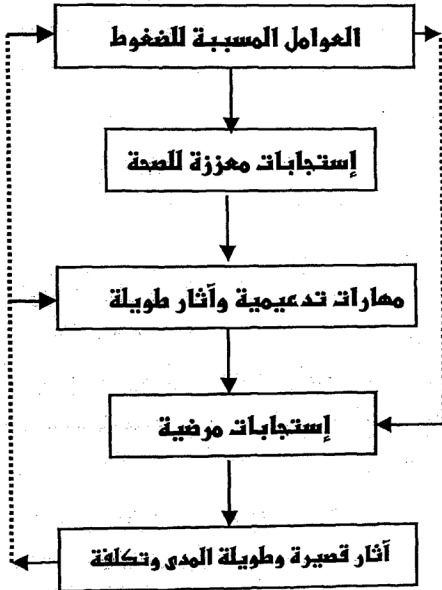 العوامل المسببة للضغوط
إستجابات معززة للصحة
مهارات تدعيمية وآثار طويلة
إستجابات مرضية
آثار قصيرة وطويلة المدى وتكلفة